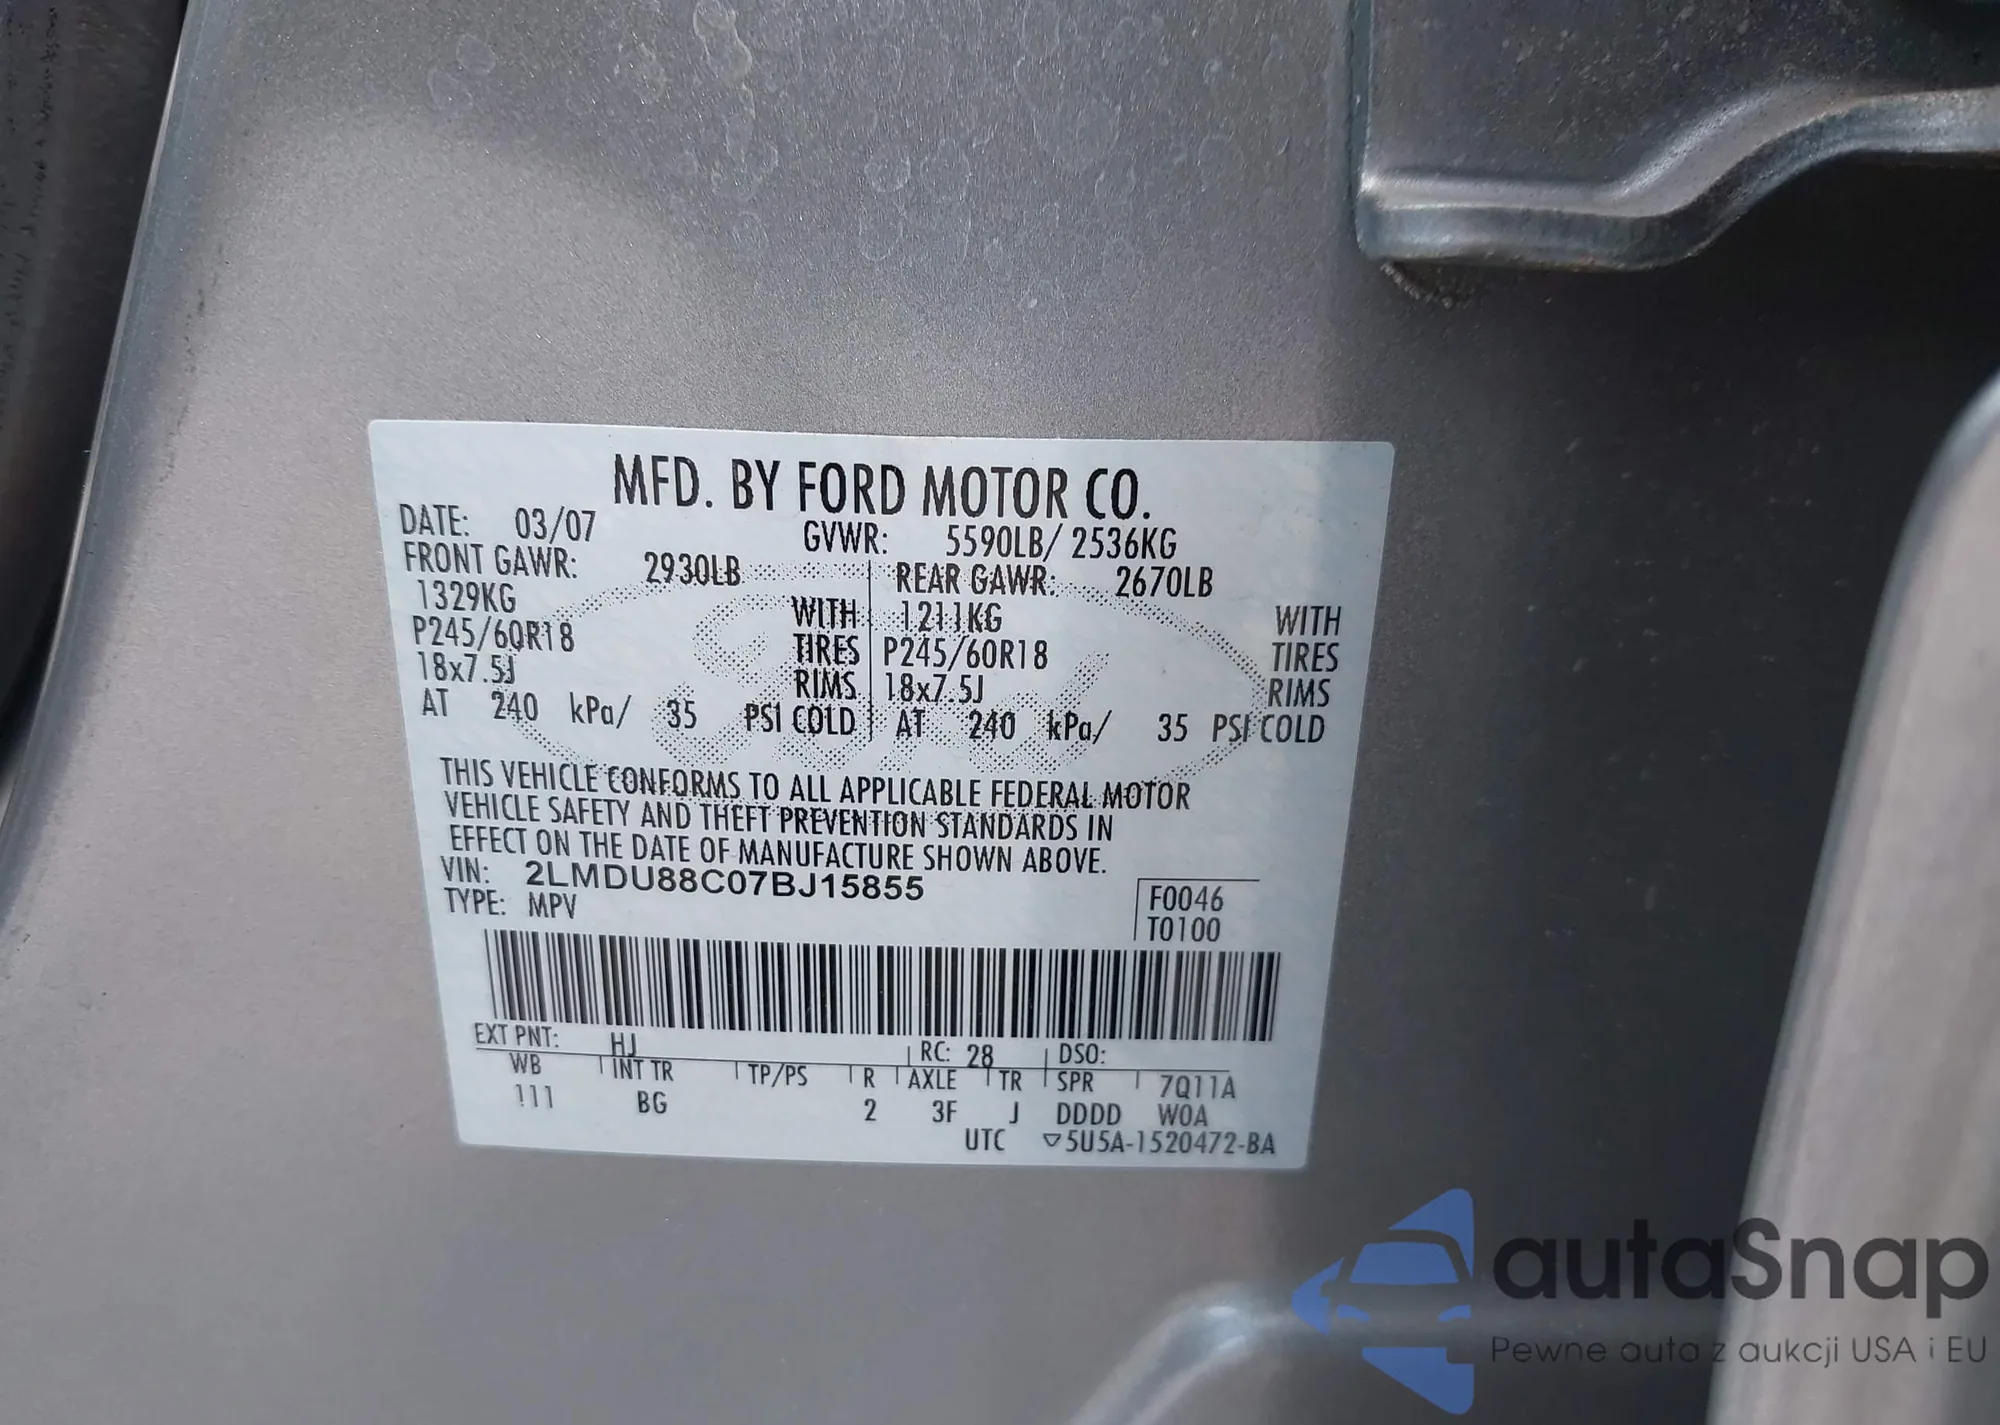 MFD. BY FORD MOTOR CO.
DATE: 03/07 GVWR: 5590LB/ 2536KG
FRONT GAWR: 2930LB REAR GAWR: 2670LB
1329KG WITH 1211KG WITH
P245/60R18 TIRES P245/60R18 TIRES
18x7.5J RIMS 18x7.5J RIMS
AT 240 kPa/ 35 PSI COLD AT 240 kPa/ 35 PSI COLD
THIS VEHICLE CONFORMS TO ALL APPLICABLE FEDERAL MOTOR
VEHICLE SAFETY AND THEFT PREVENTION STANDARDS IN
EFFECT ON THE DATE OF MANUFACTURE SHOWN ABOVE.
VIN: 2LMDU88C07BJ15855
TYPE: MPV
F0046
T0100
EXT PNT: HJ RC: 28 DSO:
WB INT TR TP/PS R AXLE TR SPR 7Q11A
111 BG 2 3F J DDDD WOA
UTC ▽5U5A-1520472-BA
autaSnap
Pewne auta z aukcji USA i EU